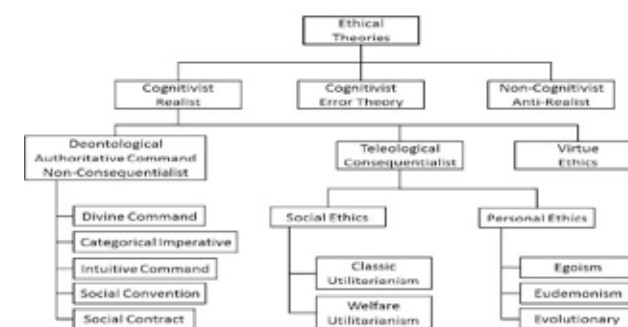 Ethical
Theories
Cognitivist
Realist
Cognitivist
Error Theory
Non-Cognitivist
Anti-Realist
Deontological
Authoritative Command
Non-Consequentialist
Teleological
Consequentialist
Virtue
Ethics
Divine Command
Categorical Imperative
Intuitive Command
Social Convention
Social Contract
Social Ethics
Classic
Utilitarianism
Welfare
Utilitarianism
Personal Ethics
Egoism
Eudemonism
Evolutionary